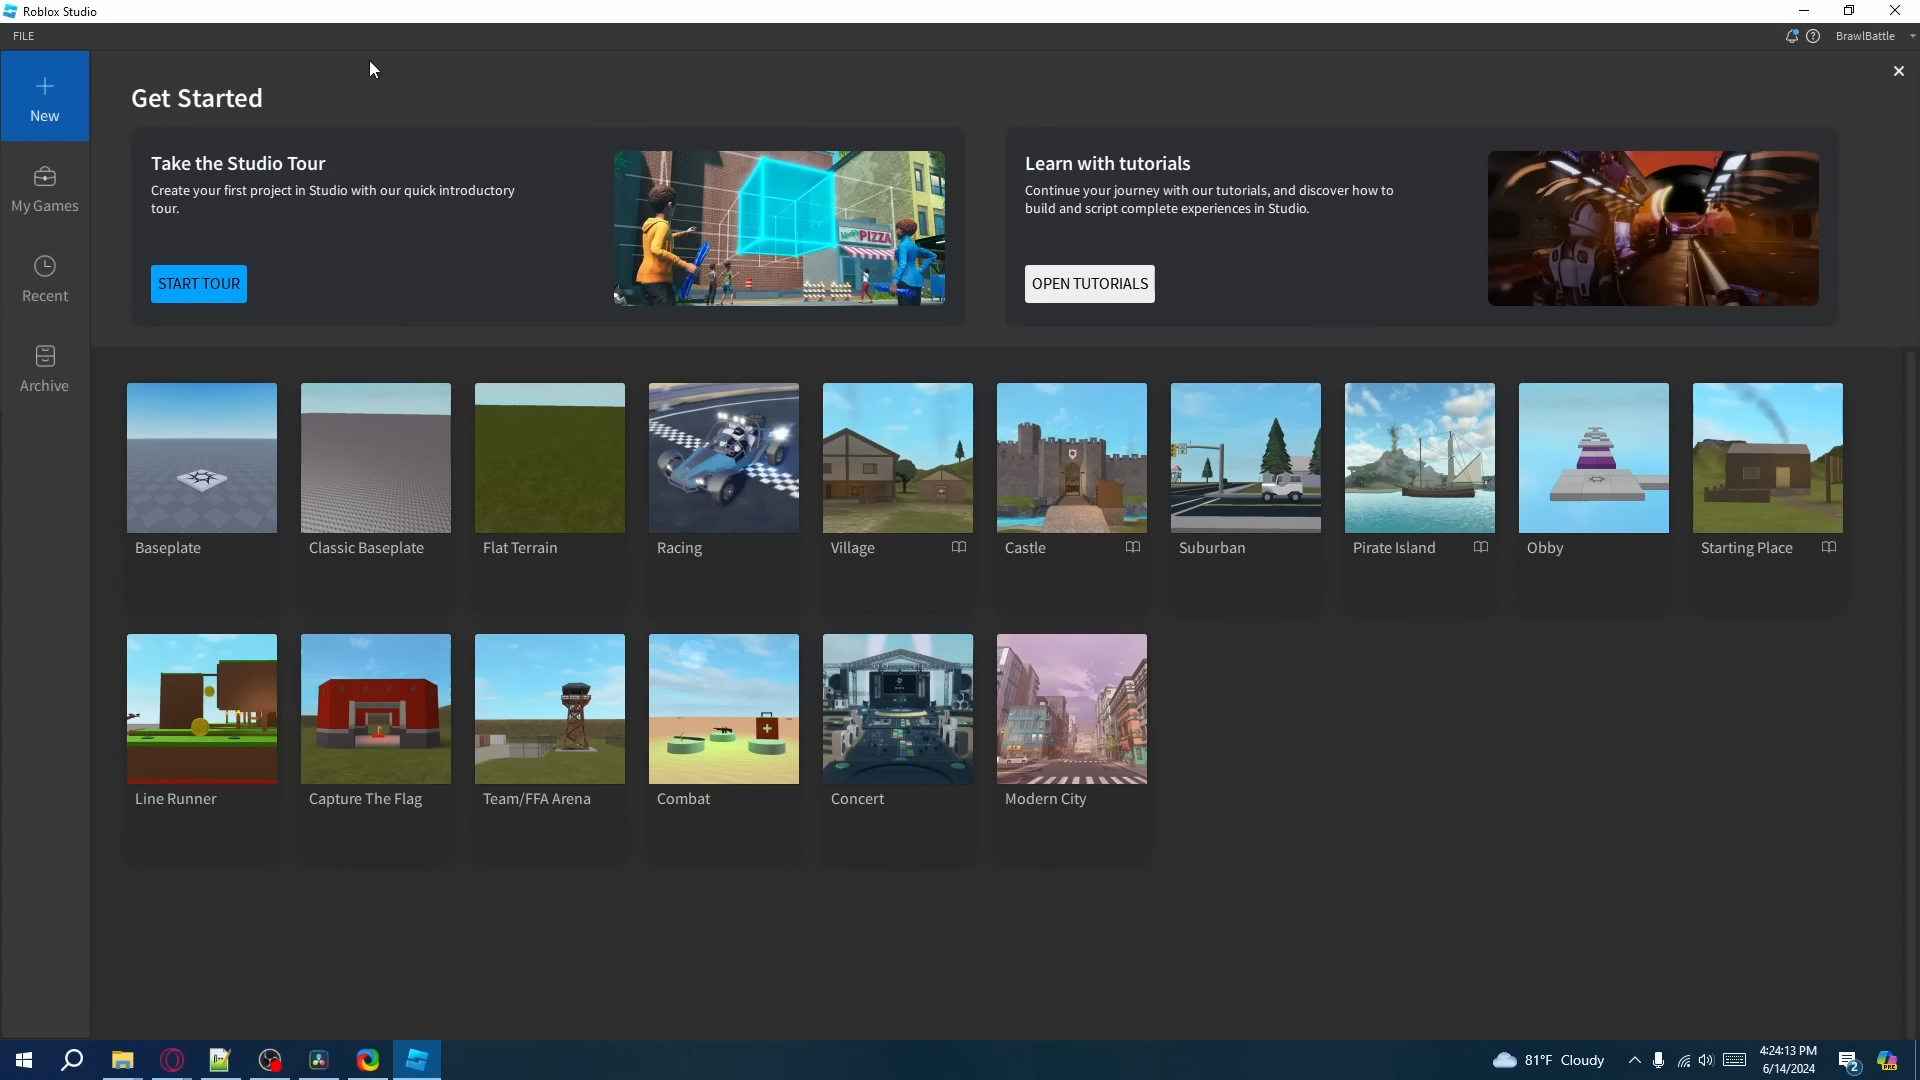 Roblox Studio
FILE
BrawlBattle
New
My Games
Recent
Archive
Get Started
Take the Studio Tour
Create your first project in Studio with our quick introductory
tour.
START TOUR
PIZZA
Learn with tutorials
Continue your journey with our tutorials, and discover how to
build and script complete experiences in Studio.
OPEN TUTORIALS
Baseplate
Classic Baseplate
Flat Terrain
Racing
Village
Castle
Suburban
Pirate Island
Obby
Starting Place
Line Runner
Capture The Flag
Team/FFA Arena
Combat
Concert
Modern City
81°F Cloudy
4:24:13 PM
6/14/2024
2
PRE